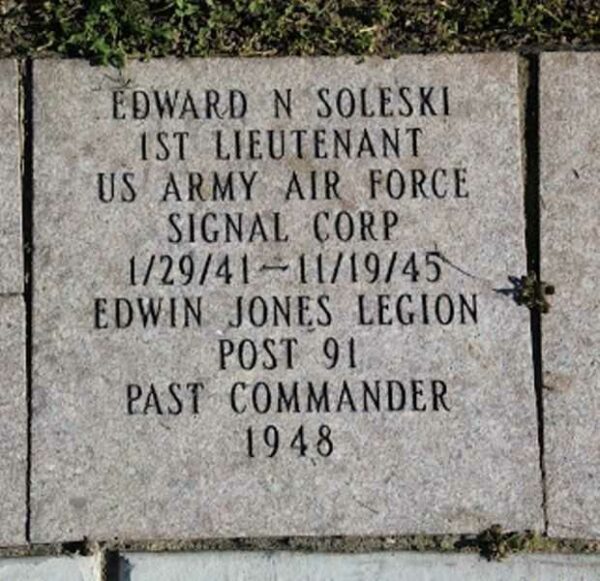 EDWARD N SOLESKI
1ST LIEUTENANT
US ARMY AIR FORCE
SIGNAL CORP
1/29/41-11/19/45
EDWIN JONES LEGION
POST 91
PAST COMMANDER
1948